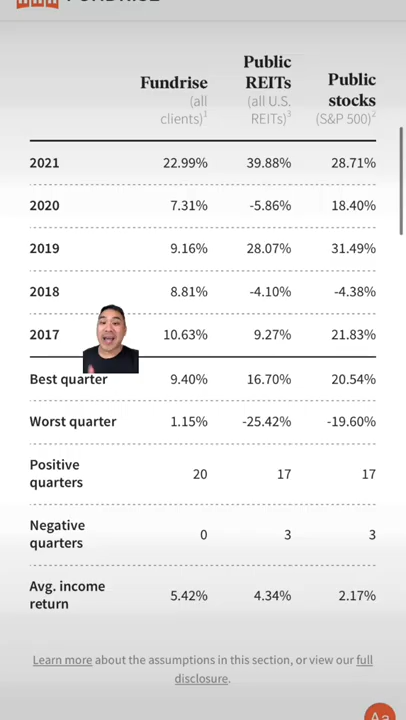 FUNDRISE
Public
Fundrise REITs Public
(all (all U.S. stocks
clients)1 REITs)3 (S&P 500)2
2021 22.99% 39.88% 28.71%
2020 7.31% -5.86% 18.40%
2019 9.16% 28.07% 31.49%
2018 8.81% -4.10% -4.38%
2017 10.63% 9.27% 21.83%
Best quarter 9.40% 16.70% 20.54%
Worst quarter 1.15% -25.42% -19.60%
Positive
quarters 20 17 17
Negative
quarters 0 3 3
Avg. income
return 5.42% 4.34% 2.17%
Learn more about the assumptions in this section, or view our full
disclosure.
Aa